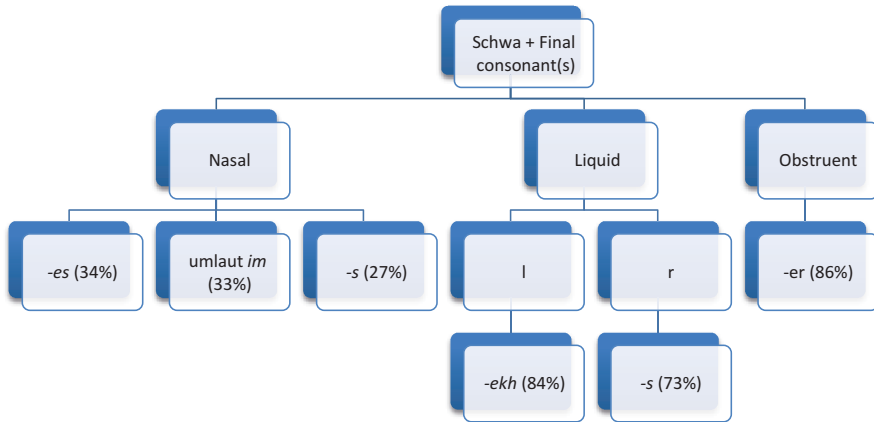 Schwa + Final
consonant(s)
Nasal
Liquid
Obstruent
-es (34%)
umlaut im
(33%)
-s (27%)
l
r
-er (86%)
-ekh (84%)
-s (73%)